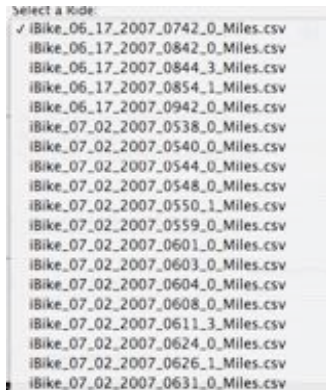 Select a Ride:
✓ iBike_06_17_2007_0742_0_Miles.csv
iBike_06_17_2007_0842_0_Miles.csv
iBike_06_17_2007_0844_3_Miles.csv
iBike_06_17_2007_0854_1_Miles.csv
iBike_06_17_2007_0942_0_Miles.csv
iBike_07_02_2007_0538_0_Miles.csv
iBike_07_02_2007_0540_0_Miles.csv
iBike_07_02_2007_0544_0_Miles.csv
iBike_07_02_2007_0548_0_Miles.csv
iBike_07_02_2007_0550_1_Miles.csv
iBike_07_02_2007_0559_0_Miles.csv
iBike_07_02_2007_0601_0_Miles.csv
iBike_07_02_2007_0603_0_Miles.csv
iBike_07_02_2007_0604_0_Miles.csv
iBike_07_02_2007_0608_0_Miles.csv
iBike_07_02_2007_0611_3_Miles.csv
iBike_07_02_2007_0624_0_Miles.csv
iBike_07_02_2007_0626_1_Miles.csv
iBike_07_02_2007_0631_0_Miles.csv